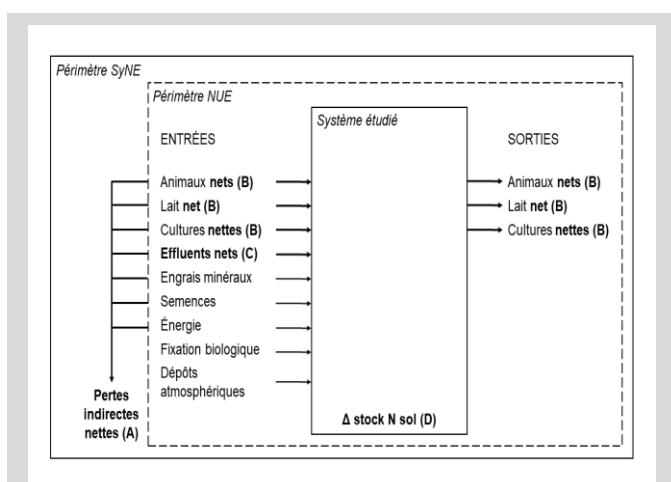 Périmètre SyNE
Périmètre NUE
ENTRÉES
Animaux nets (B)
Lait net (B)
Cultures nettes (B)
Effluents nets (C)
Engrais minéraux
Semences
Énergie
Fixation biologique
Dépôts
atmosphériques
Pertes
indirectes
nettes (A)
Système étudié
Δ stock N sol (D)
SORTIES
Animaux nets (B)
Lait net (B)
Cultures nettes (B)